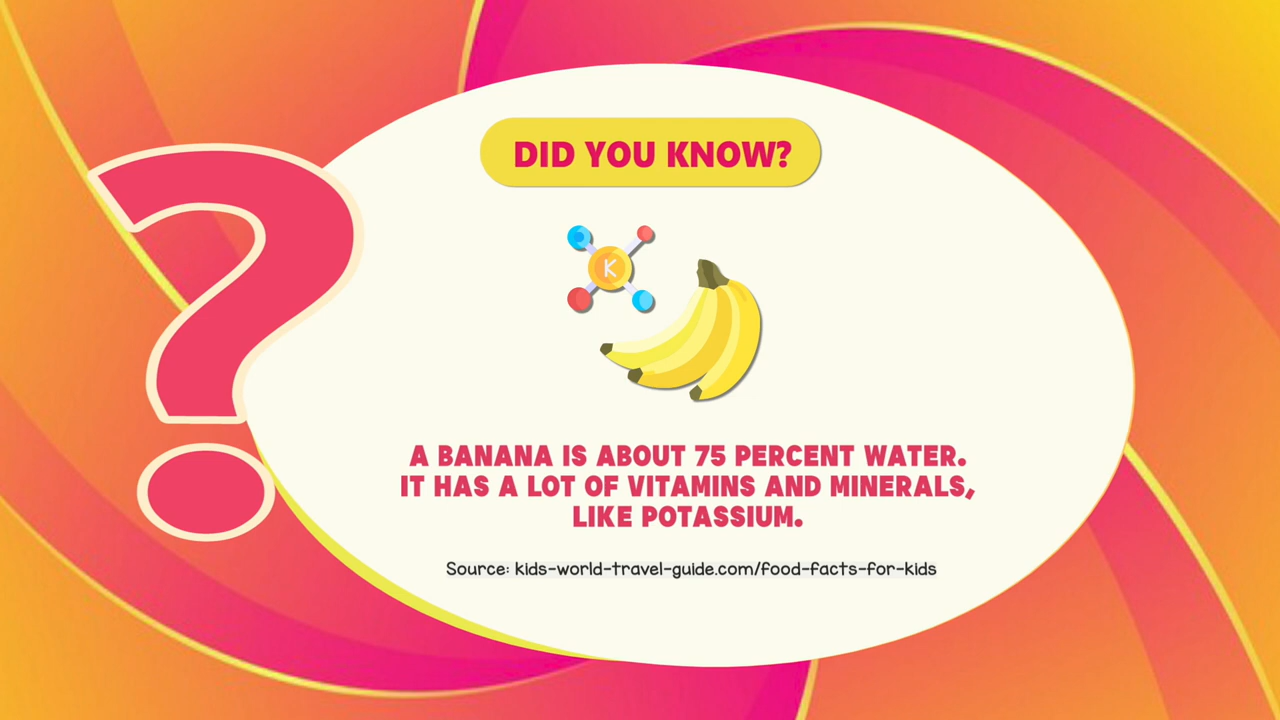 DID YOU KNOW?
K
A BANANA IS ABOUT 75 PERCENT WATER.
IT HAS A LOT OF VITAMINS AND MINERALS,
LIKE POTASSIUM.
Source: kids-world-travel-guide.com/food-facts-for-kids